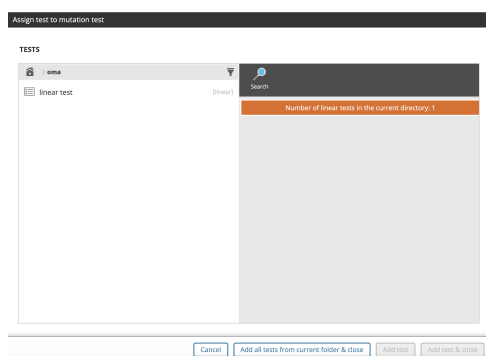 Assign test to mutation test
TESTS
oma
linear test [linear]
Search
Number of linear tests in the current directory: 1
Cancel Add all tests from current folder & close Add test Add test & close